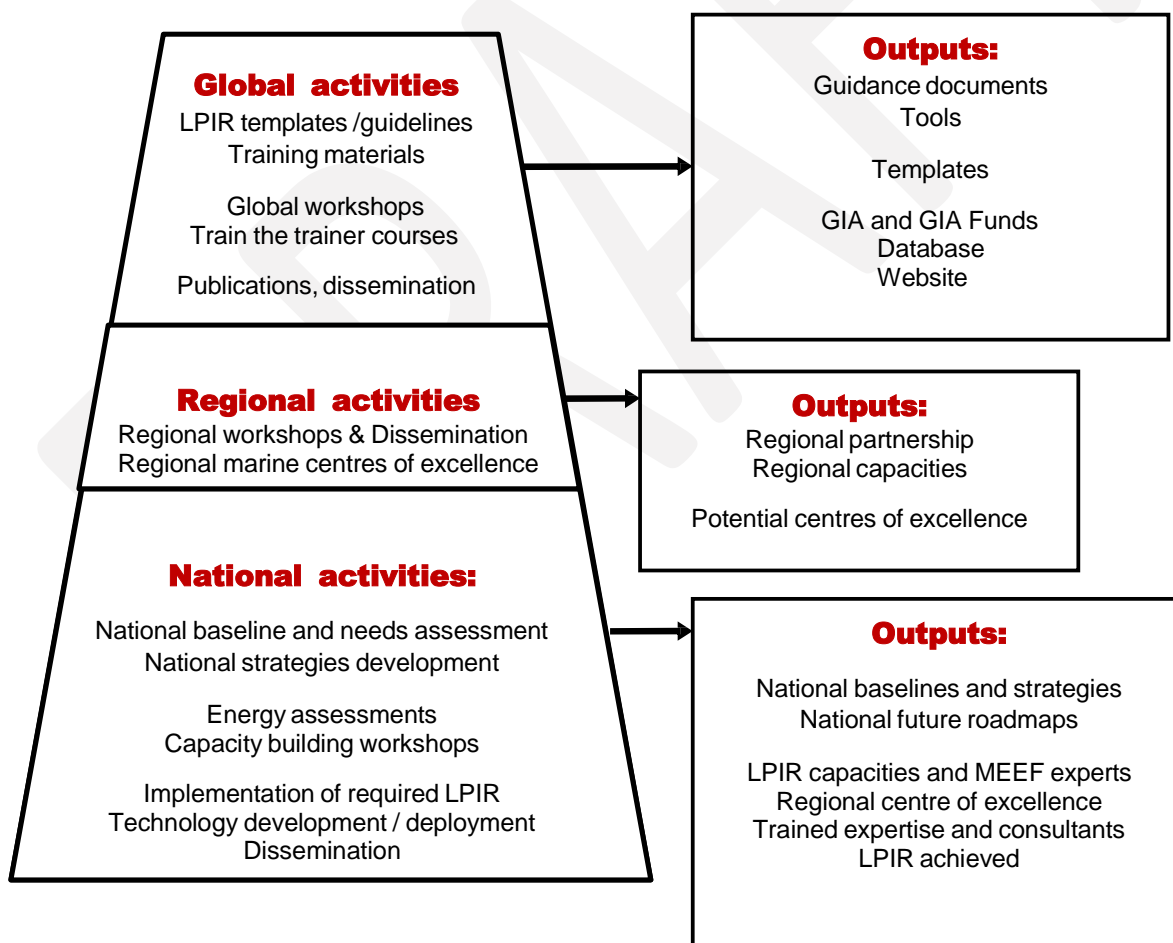 Global activities
LPIR templates /guidelines
Training materials
Global workshops
Train the trainer courses
Publications, dissemination
Outputs:
Guidance documents
Tools
Templates
GIA and GIA Funds
Database
Website
Regional activities
Regional workshops & Dissemination
Regional marine centres of excellence
Outputs:
Regional partnership
Regional capacities
Potential centres of excellence
National activities:
National baseline and needs assessment
National strategies development
Energy assessments
Capacity building workshops
Implementation of required LPIR
Technology development / deployment
Dissemination
Outputs:
National baselines and strategies
National future roadmaps
LPIR capacities and MEEF experts
Regional centre of excellence
Trained expertise and consultants
LPIR achieved